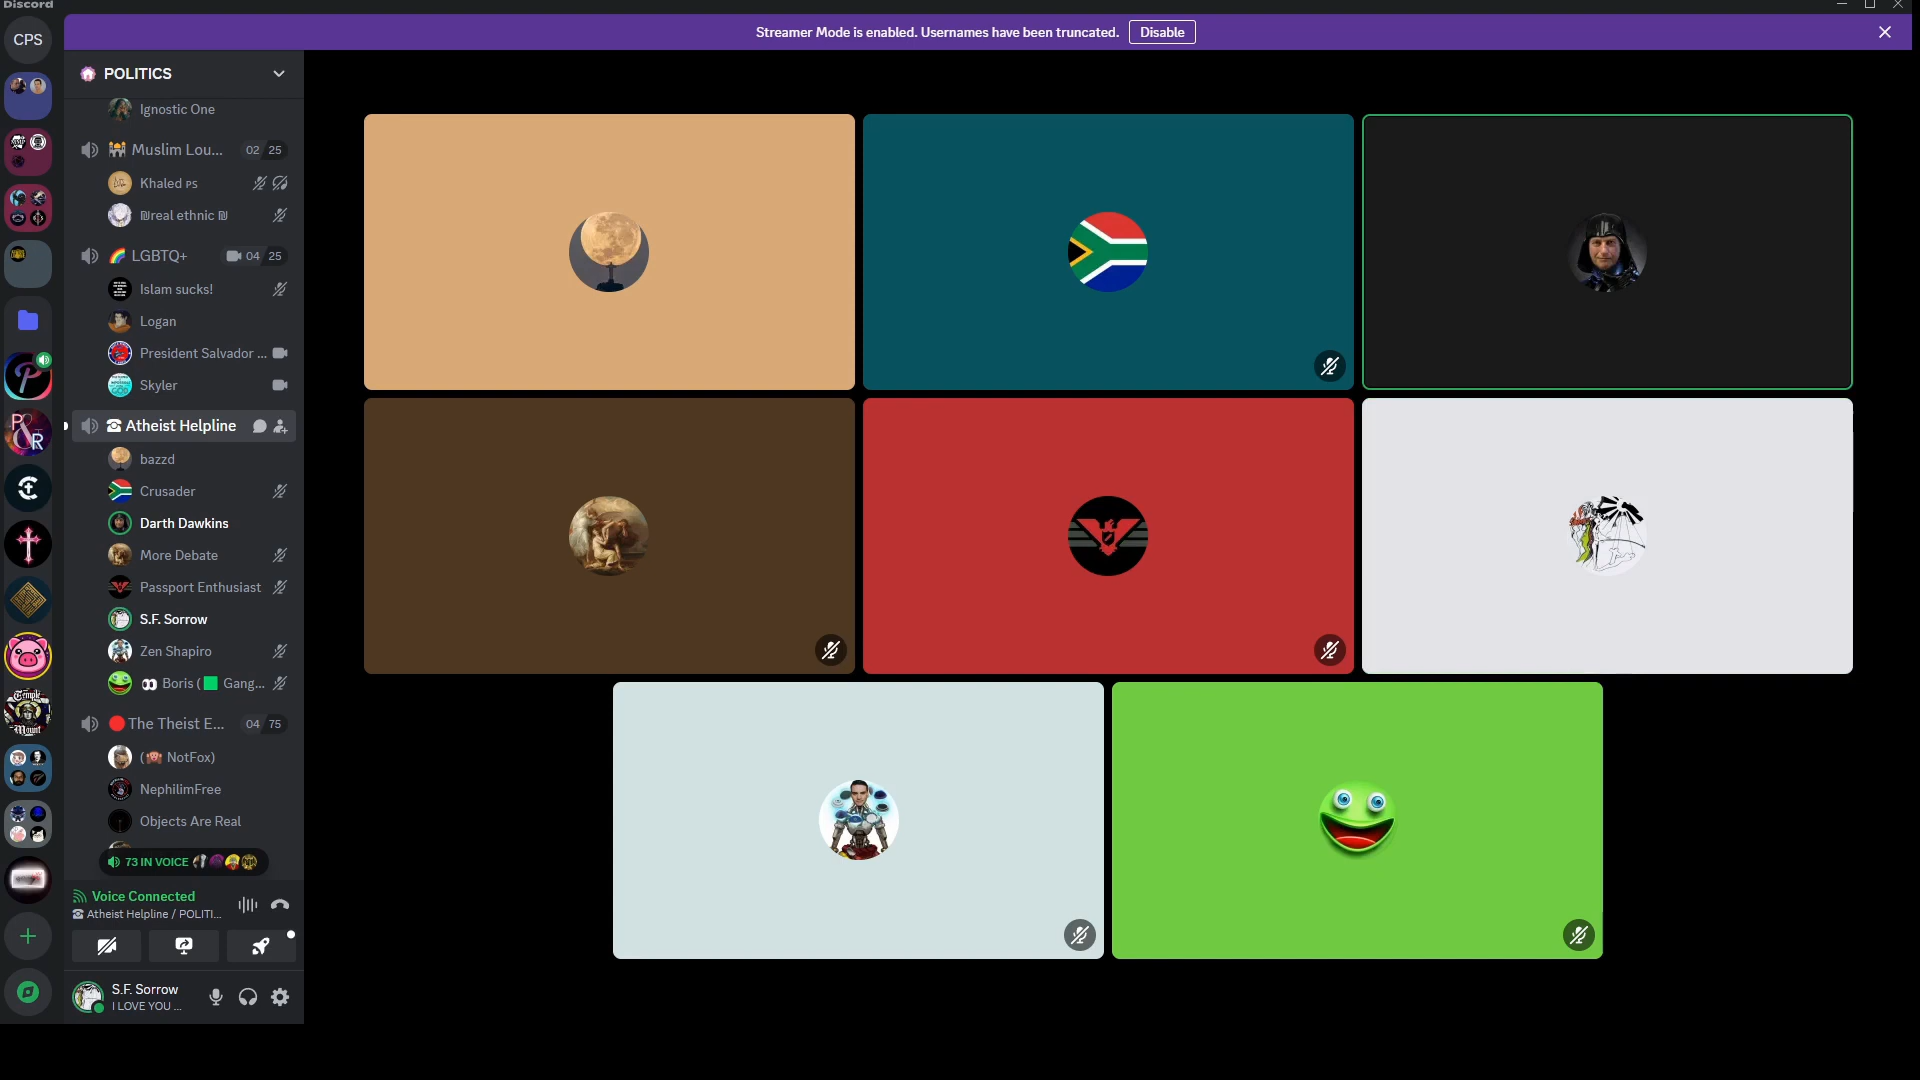 Discord
Streamer Mode is enabled. Usernames have been truncated.
Disable
CPS
POLITICS
Ignostic One
Muslim Lou...
02 25
Khaled ᴘs
₪real ethnic ₪
LGBTQ+
04 25
Islam sucks!
Logan
President Salvador ...
Skyler
Atheist Helpline
bazzd
Crusader
Darth Dawkins
More Debate
Passport Enthusiast
S.F. Sorrow
Zen Shapiro
Boris ( Gang...
The Theist E...
04 75
( NotFox)
NephilimFree
Objects Are Real
73 IN VOICE
Voice Connected
Atheist Helpline / POLITI...
S.F. Sorrow
I LOVE YOU ...
P&R
Temple
Mount